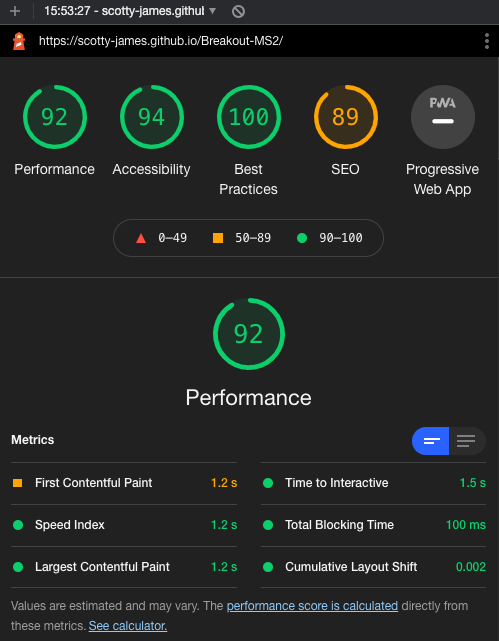 15:53:27 - scotty-james.githul
https://scotty-james.github.io/Breakout-MS2/
92 94 100 89 PWA
Performance Accessibility Best Practices SEO Progressive Web App
0–49 50–89 90–100
92
Performance
Metrics
First Contentful Paint 1.2 s
Time to Interactive 1.5 s
Speed Index 1.2 s
Total Blocking Time 100 ms
Largest Contentful Paint 1.2 s
Cumulative Layout Shift 0.002
Values are estimated and may vary. The performance score is calculated directly from
these metrics. See calculator.